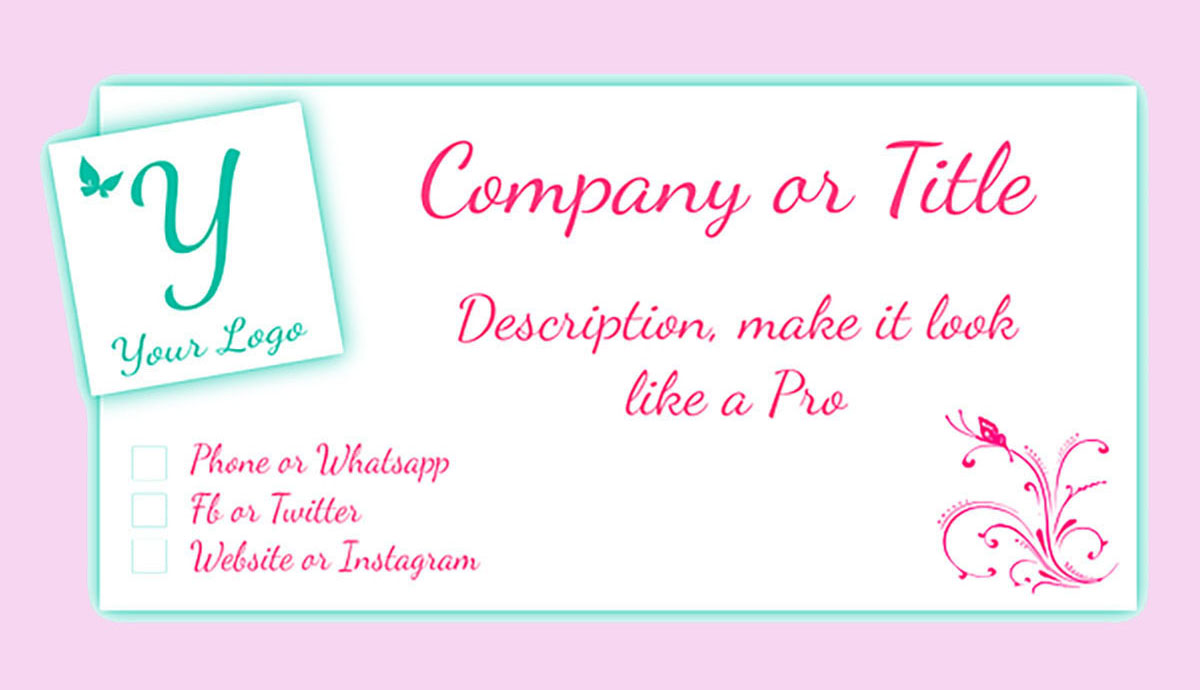 Y
Your Logo
Company or Title
Description, make it look
like a Pro
Phone or Whatsapp
Fb or Twitter
Website or Instagram